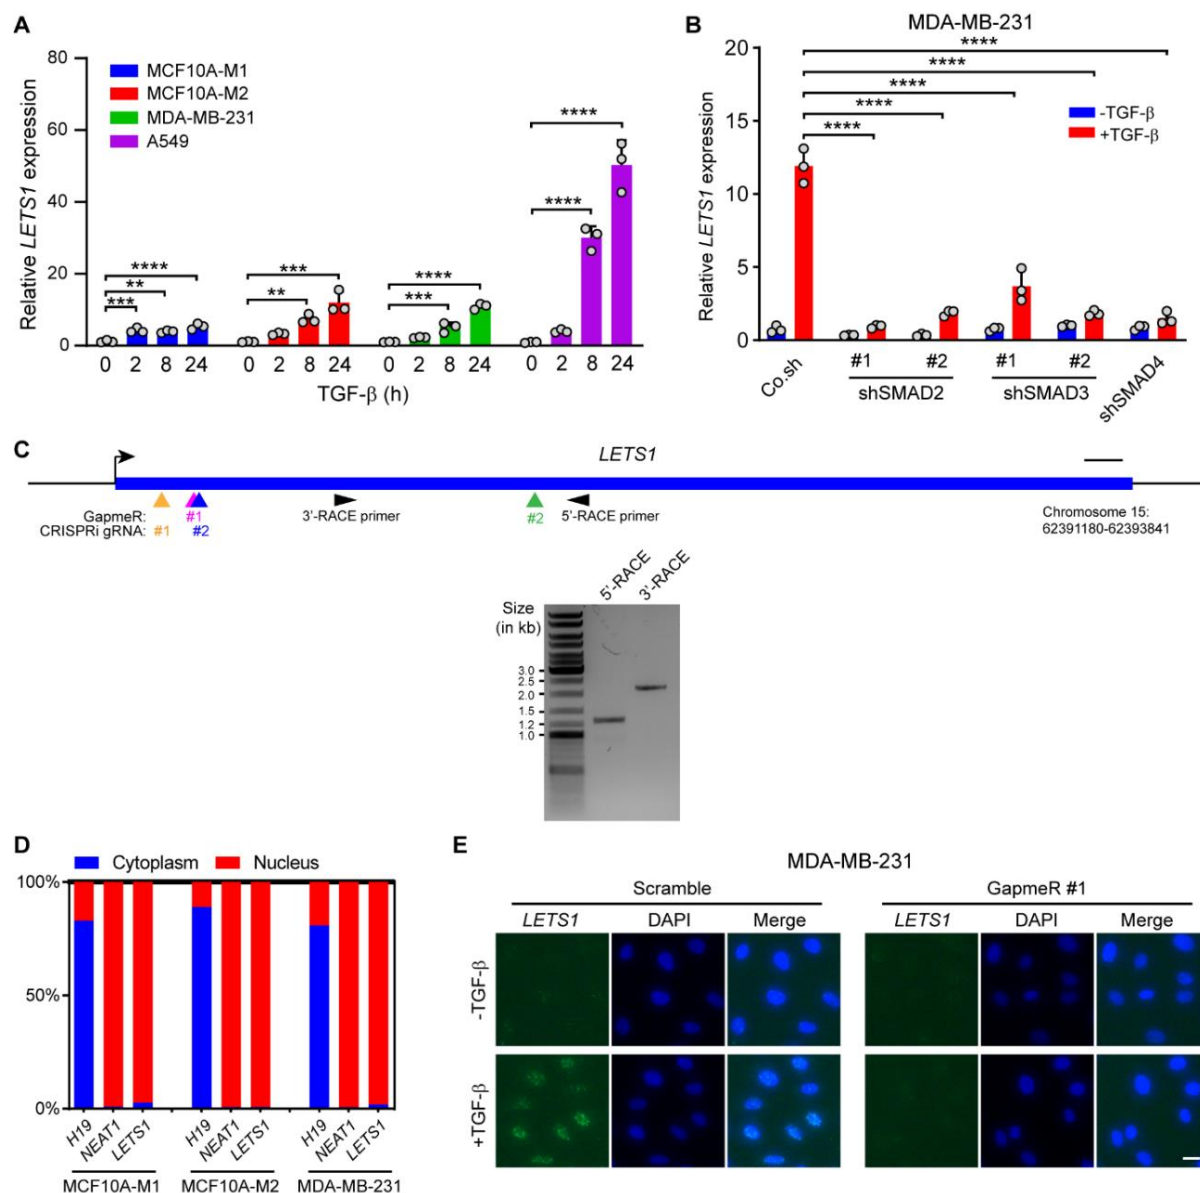 A
Relative LETS1 expression
80
60
40
20
0
MCF10A-M1
MCF10A-M2
MDA-MB-231
A549
****
**
***
***
**
****
***
****
****
0 2 8 24 0 2 8 24 0 2 8 24 0 2 8 24
TGF-β (h)
B
MDA-MB-231
Relative LETS1 expression
20
15
10
5
0
****
****
****
****
****
-TGF-β
+TGF-β
Co.sh
#1 #2 #1 #2
shSMAD2 shSMAD3 shSMAD4
C
LETS1
GapmeR: #1 #2
CRISPRi gRNA: #1 #2
3'-RACE primer
5'-RACE primer
Chromosome 15:
62391180-62393841
5'-RACE 3'-RACE
Size
(in kb)
3.0
2.5
2.0
1.5
1.2
1.0
D
Cytoplasm Nucleus
100%
50%
0%
H19 NEAT1 LETS1 H19 NEAT1 LETS1 H19 NEAT1 LETS1
MCF10A-M1 MCF10A-M2 MDA-MB-231
E
MDA-MB-231
Scramble GapmeR #1
LETS1 DAPI Merge LETS1 DAPI Merge
-TGF-β
+TGF-β